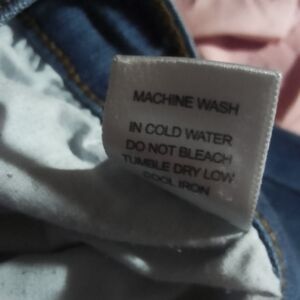 MACHINE WASH
IN COLD WATER
DO NOT BLEACH
TUMBLE DRY LOW
COOL IRON